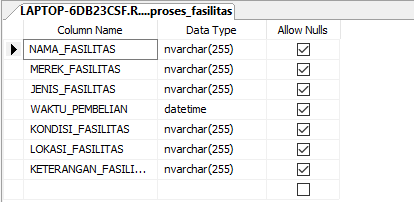 LAPTOP-6DB23CSF.R....proses_fasilitas
Column Name Data Type Allow Nulls
NAMA_FASILITAS nvarchar(255)
MEREK_FASILITAS nvarchar(255)
JENIS_FASILITAS nvarchar(255)
WAKTU_PEMBELIAN datetime
KONDISI_FASILITAS nvarchar(255)
LOKASI_FASILITAS nvarchar(255)
KETERANGAN_FASILI... nvarchar(255)